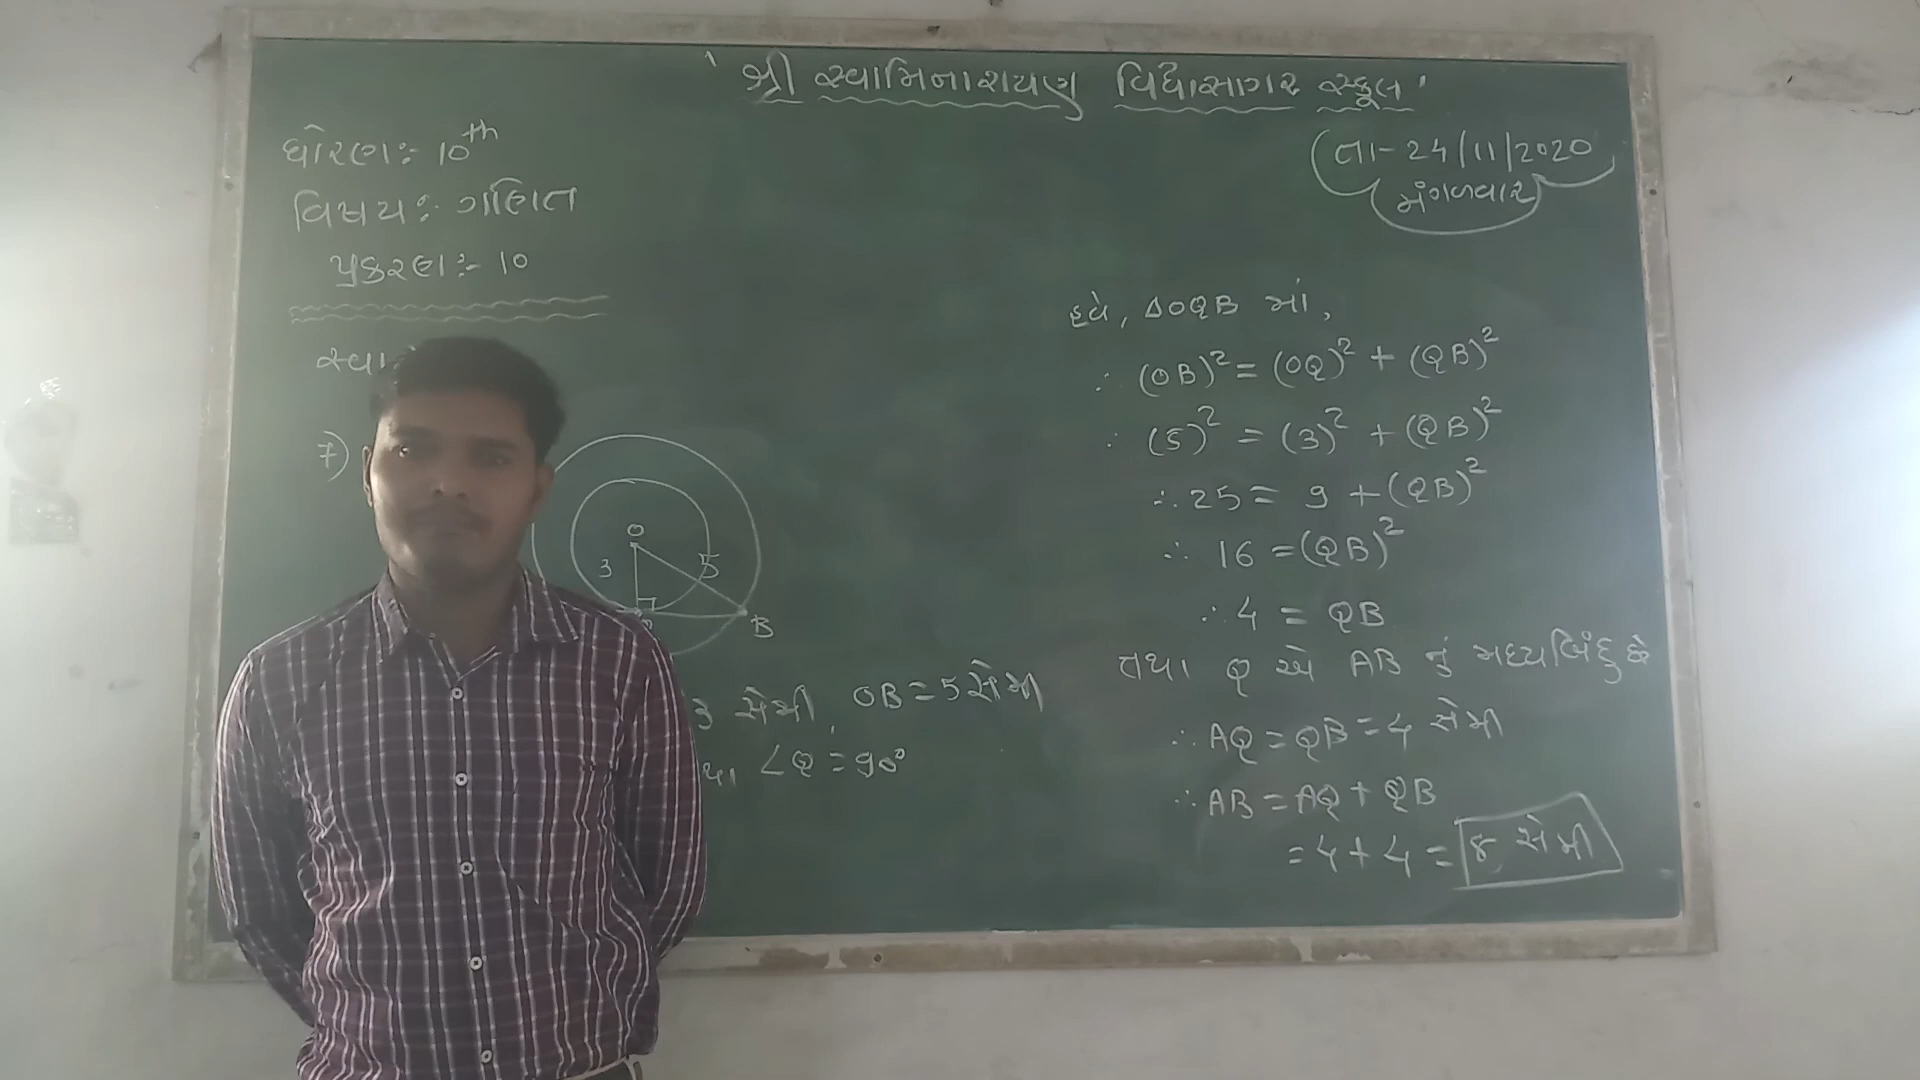 ' શ્રી સ્વામિનારાયણ વિદ્યાસાગર સ્કૂલ '
ધોરણ:- 10th
વિષય:- ગણિત
પ્રકરણ:- 10
તા- 24/11/2020
મંગળવાર
સ્વા
7)
O
3
5
B
3 સેમી, OB = 5 સેમી
∠Q = 90°
હવે, ΔOQB માં,
∴ (OB)² = (OQ)² + (QB)²
∴ (5)² = (3)² + (QB)²
∴ 25 = 9 + (QB)²
∴ 16 = (QB)²
∴ 4 = QB
તથા Q એ AB નું મધ્યબિંદુ છે
∴ AQ = QB = 4 સેમી
∴ AB = AQ + QB
= 4 + 4 = 8 સેમી